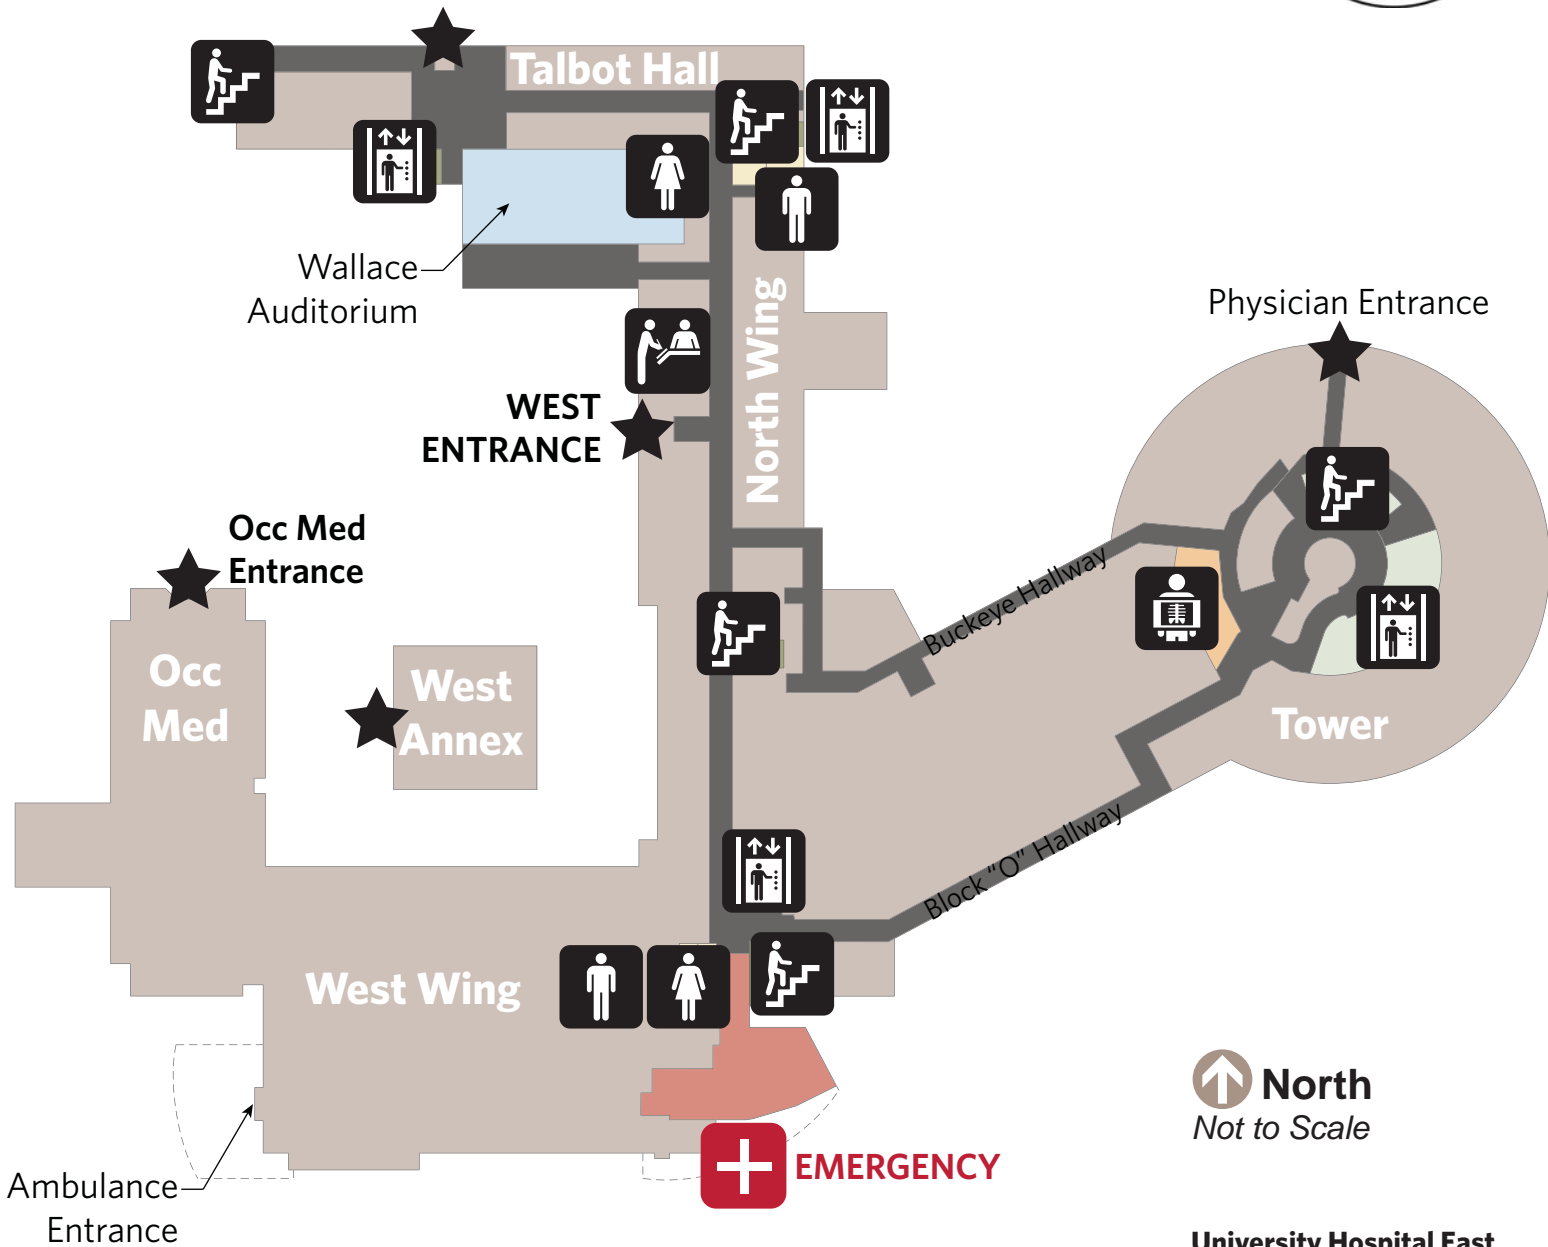 Talbot Hall
Wallace
Auditorium
North Wing
Physician Entrance
WEST
ENTRANCE
Occ Med
Entrance
Buckeye Hallway
Occ
Med
West
Annex
Tower
Block "O" Hallway
West Wing
North
Not to Scale
EMERGENCY
Ambulance
Entrance
University Hospital East